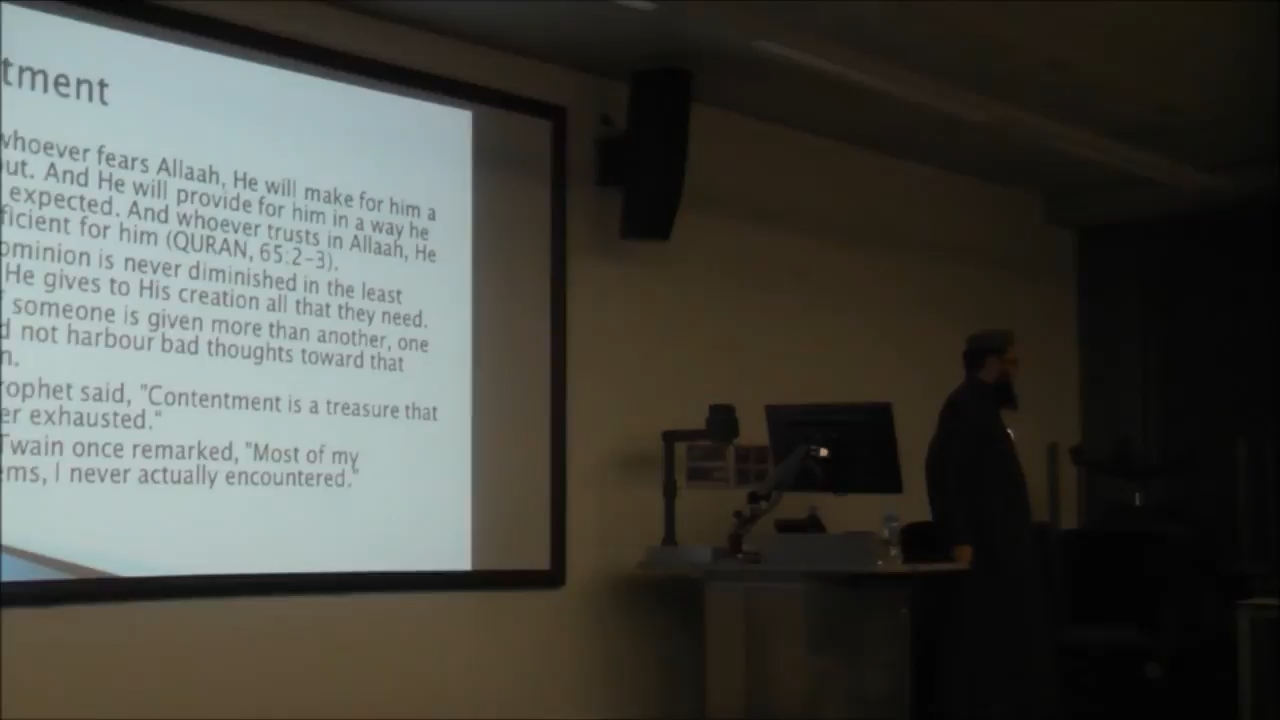 tment
whoever fears Allaah, He will make for him a
out. And He will provide for him in a way he
expected. And whoever trusts in Allaah, He
ficient for him (QURAN, 65:2-3).
ominion is never diminished in the least
He gives to His creation all that they need.
someone is given more than another, one
d not harbour bad thoughts toward that
n.
rophet said, "Contentment is a treasure that
er exhausted."
Twain once remarked, "Most of my
ems, I never actually encountered."